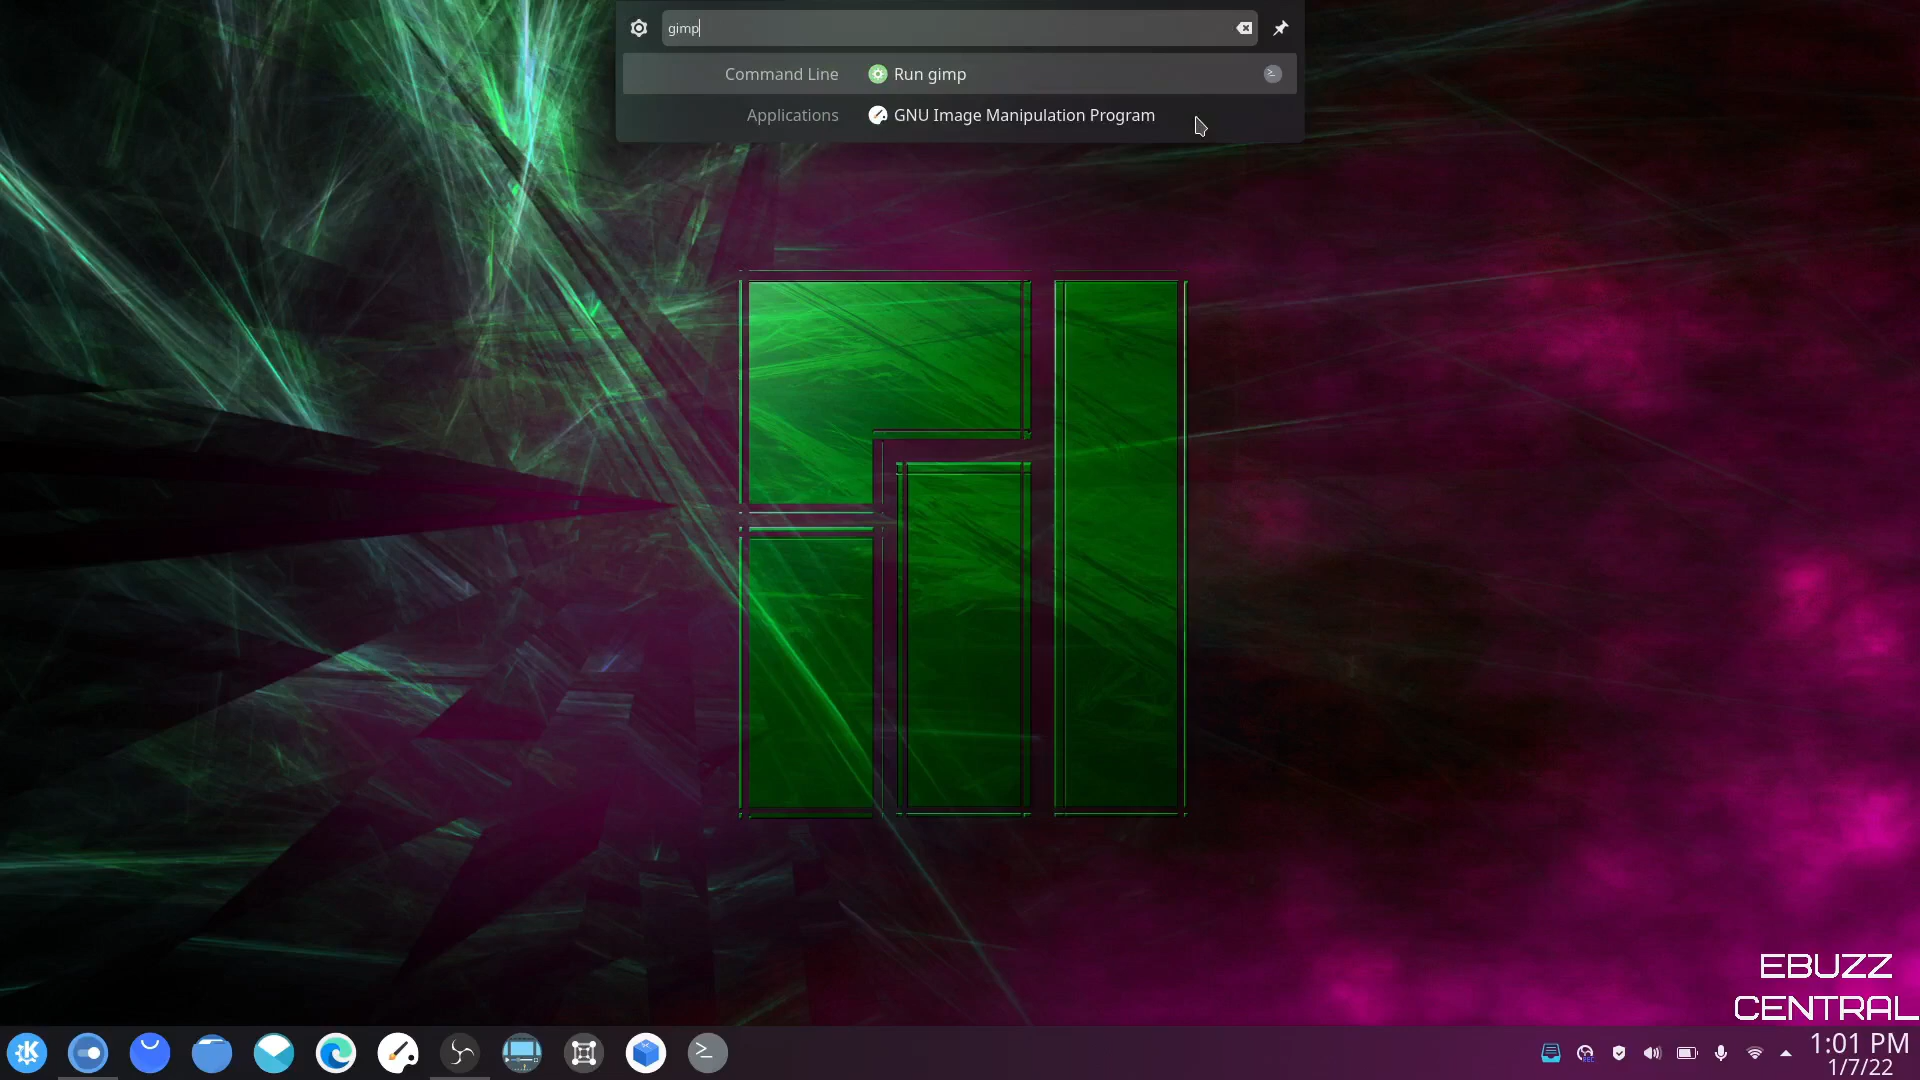 gimp
Command Line Run gimp
Applications GNU Image Manipulation Program
EBUZZ
CENTRAL
1:01 PM
1/7/22